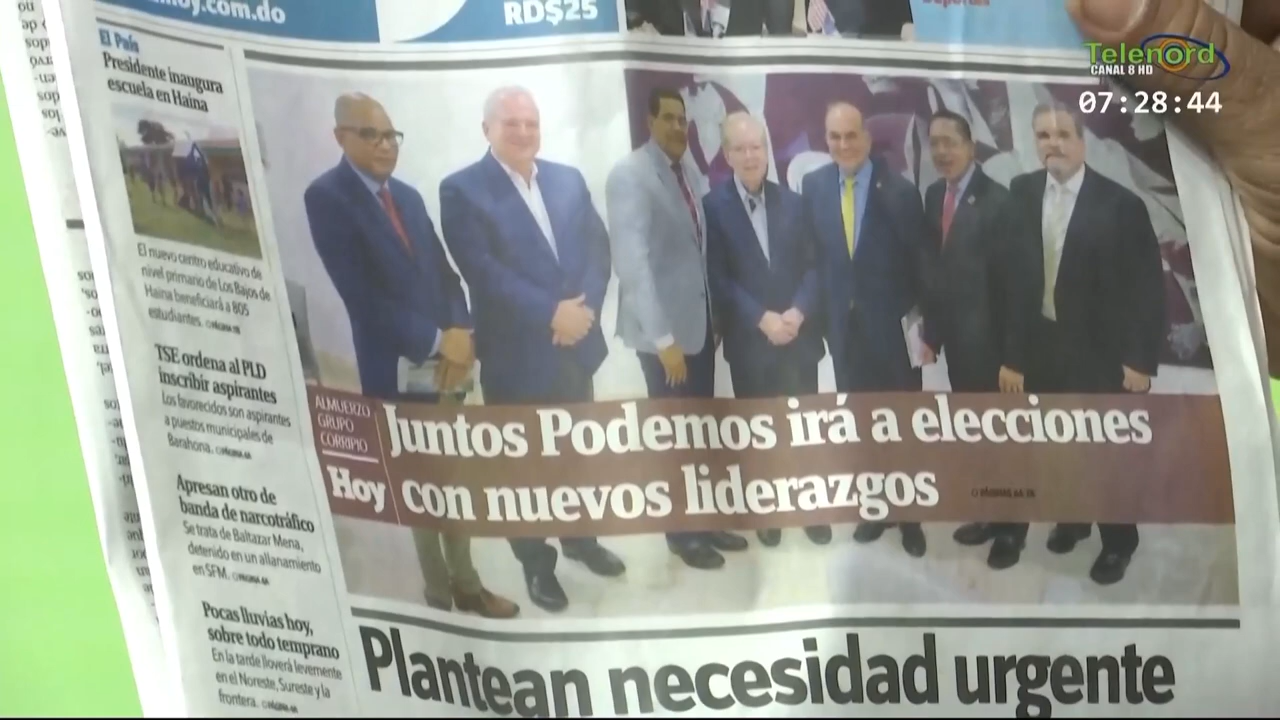 hoy.com.do
RD$25
Telenord
CANAL 8 HD
07:28:44
El País
Presidente inaugura
escuela en Haina
El nuevo centro educativo de
nivel primario de Los Bajos de
Haina beneficiará a 805
estudiantes.
TSE ordena al PLD
inscribir aspirantes
Los favorecidos son aspirantes
a puestos municipales de
Barahona.
Apresan otro de
banda de narcotráfico
Se trata de Baltazar Mena,
detenido en un allanamiento
en SFM.
Pocas lluvias hoy,
sobre todo temprano
En la tarde lloverá levemente
en el Noreste, Sureste y la
frontera.
ALMUERZO
GRUPO
CORRIPIO
Hoy
Juntos Podemos irá a elecciones
con nuevos liderazgos
Plantean necesidad urgente